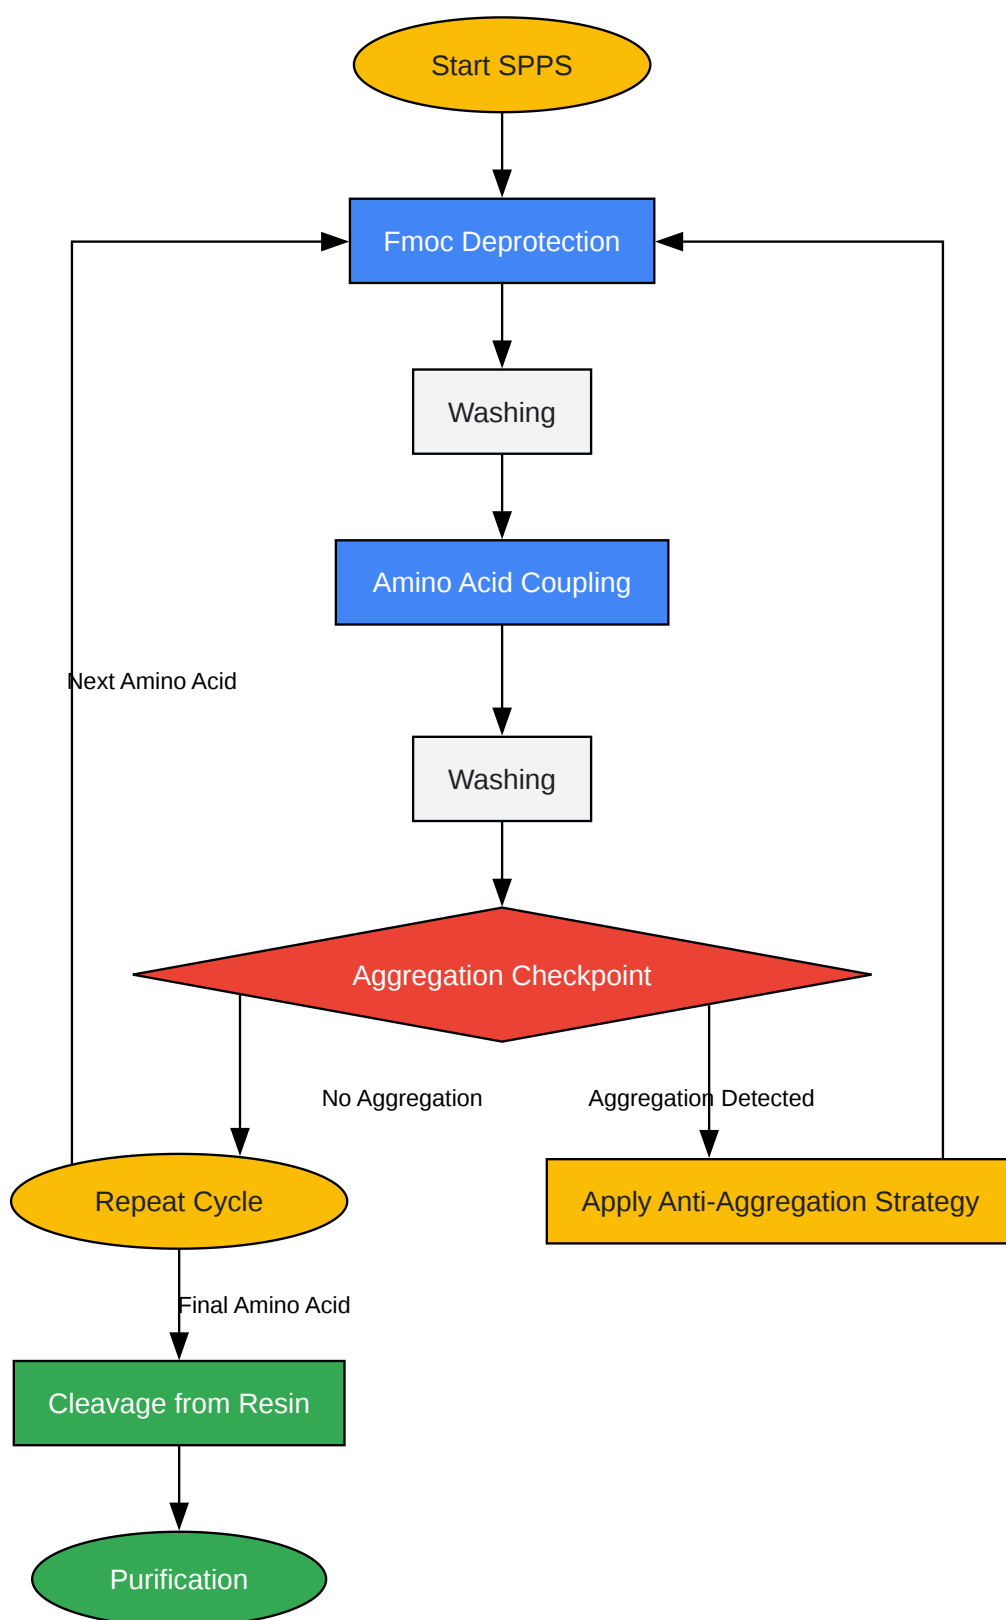 Start SPPS
Fmoc Deprotection
Washing
Amino Acid Coupling
Next Amino Acid
Washing
Aggregation Checkpoint
No Aggregation
Aggregation Detected
Repeat Cycle
Apply Anti-Aggregation Strategy
Final Amino Acid
Cleavage from Resin
Purification